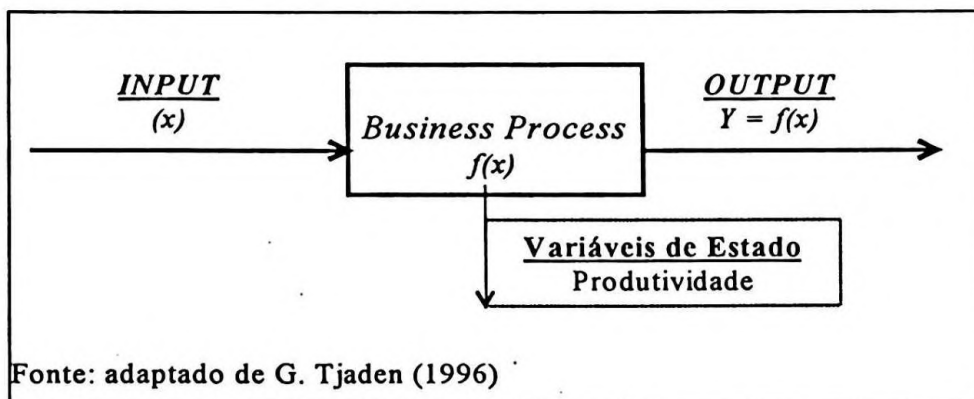 INPUT
(x)
Business Process
f(x)
OUTPUT
Y = f(x)
Variáveis de Estado
Produtividade
Fonte: adaptado de G. Tjaden (1996)